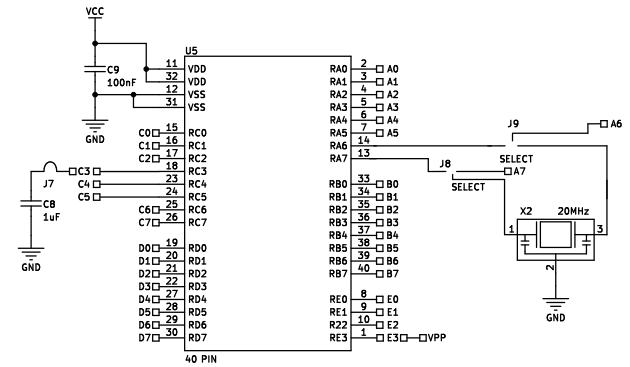 VCC
U5
C9
100nF
GND
11 VDD
32 VDD
12 VSS
31 VSS
C0 15 RC0
C1 16 RC1
C2 17 RC2
C3 18 RC3
C4 23 RC4
C5 24 RC5
C6 25 RC6
C7 26 RC7
J7
C8
1uF
GND
D0 19 RD0
D1 20 RD1
D2 21 RD2
D3 22 RD3
D4 27 RD4
D5 28 RD5
D6 29 RD6
D7 30 RD7
RA0 2 A0
RA1 3 A1
RA2 4 A2
RA3 5 A3
RA4 6 A4
RA5 7 A5
RA6 14
RA7 13
RB0 33 B0
RB1 34 B1
RB2 35 B2
RB3 36 B3
RB4 37 B4
RB5 38 B5
RB6 39 B6
RB7 40 B7
RE0 8 E0
RE1 9 E1
R22 10 E2
RE3 1 E3 VPP
40 PIN
J9
A6
SELECT
J8
A7
SELECT
X2 20MHz
1 3
2
GND